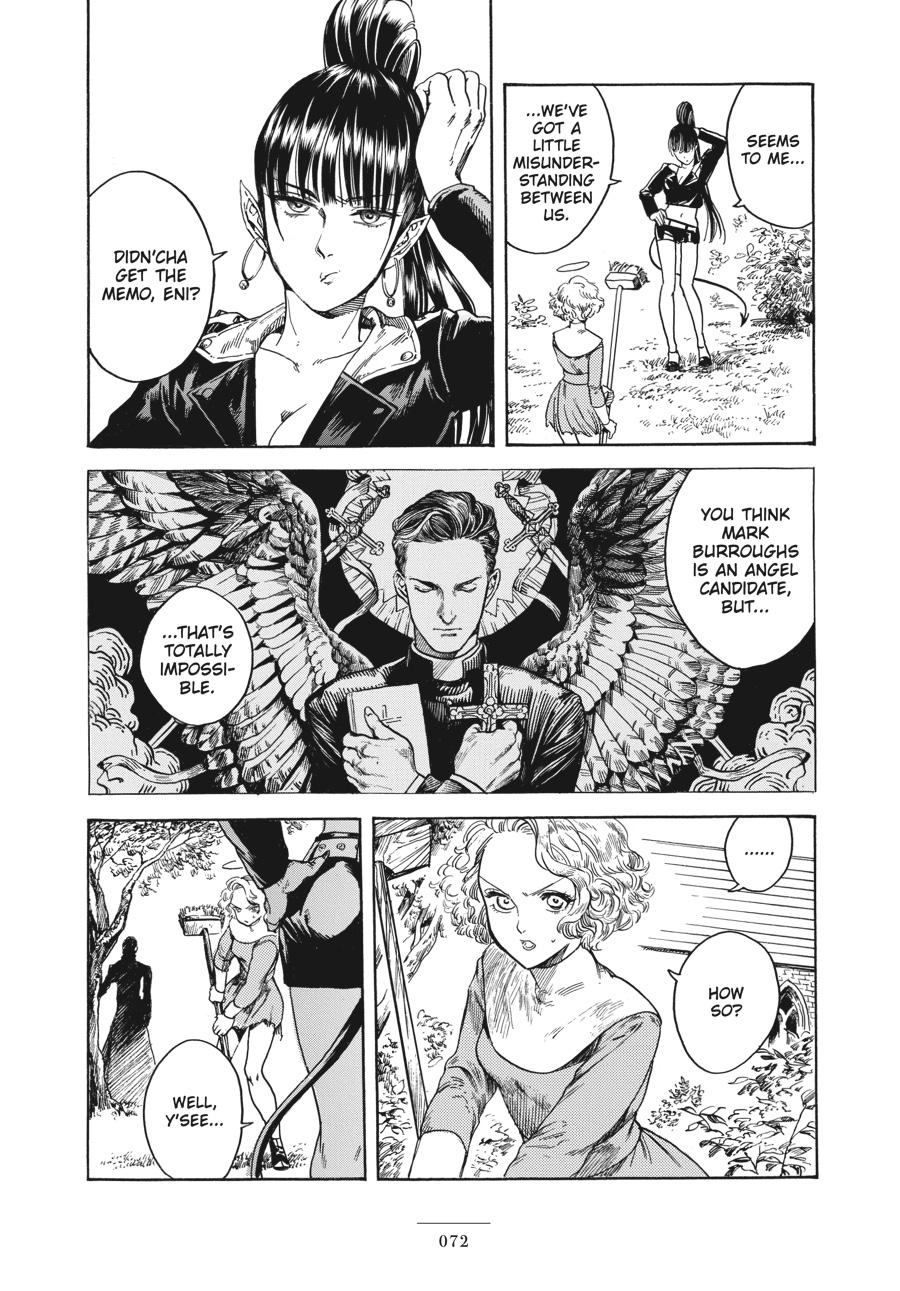 SEEMS
TO ME...
...WE'VE
GOT A
LITTLE
MISUNDER-
STANDING
BETWEEN
US.
DIDN'CHA
GET THE
MEMO, ENI?
YOU THINK
MARK
BURROUGHS
IS AN ANGEL
CANDIDATE,
BUT...
...THAT'S
TOTALLY
IMPOSSI-
BLE.
......
HOW
SO?
WELL,
Y'SEE...
072